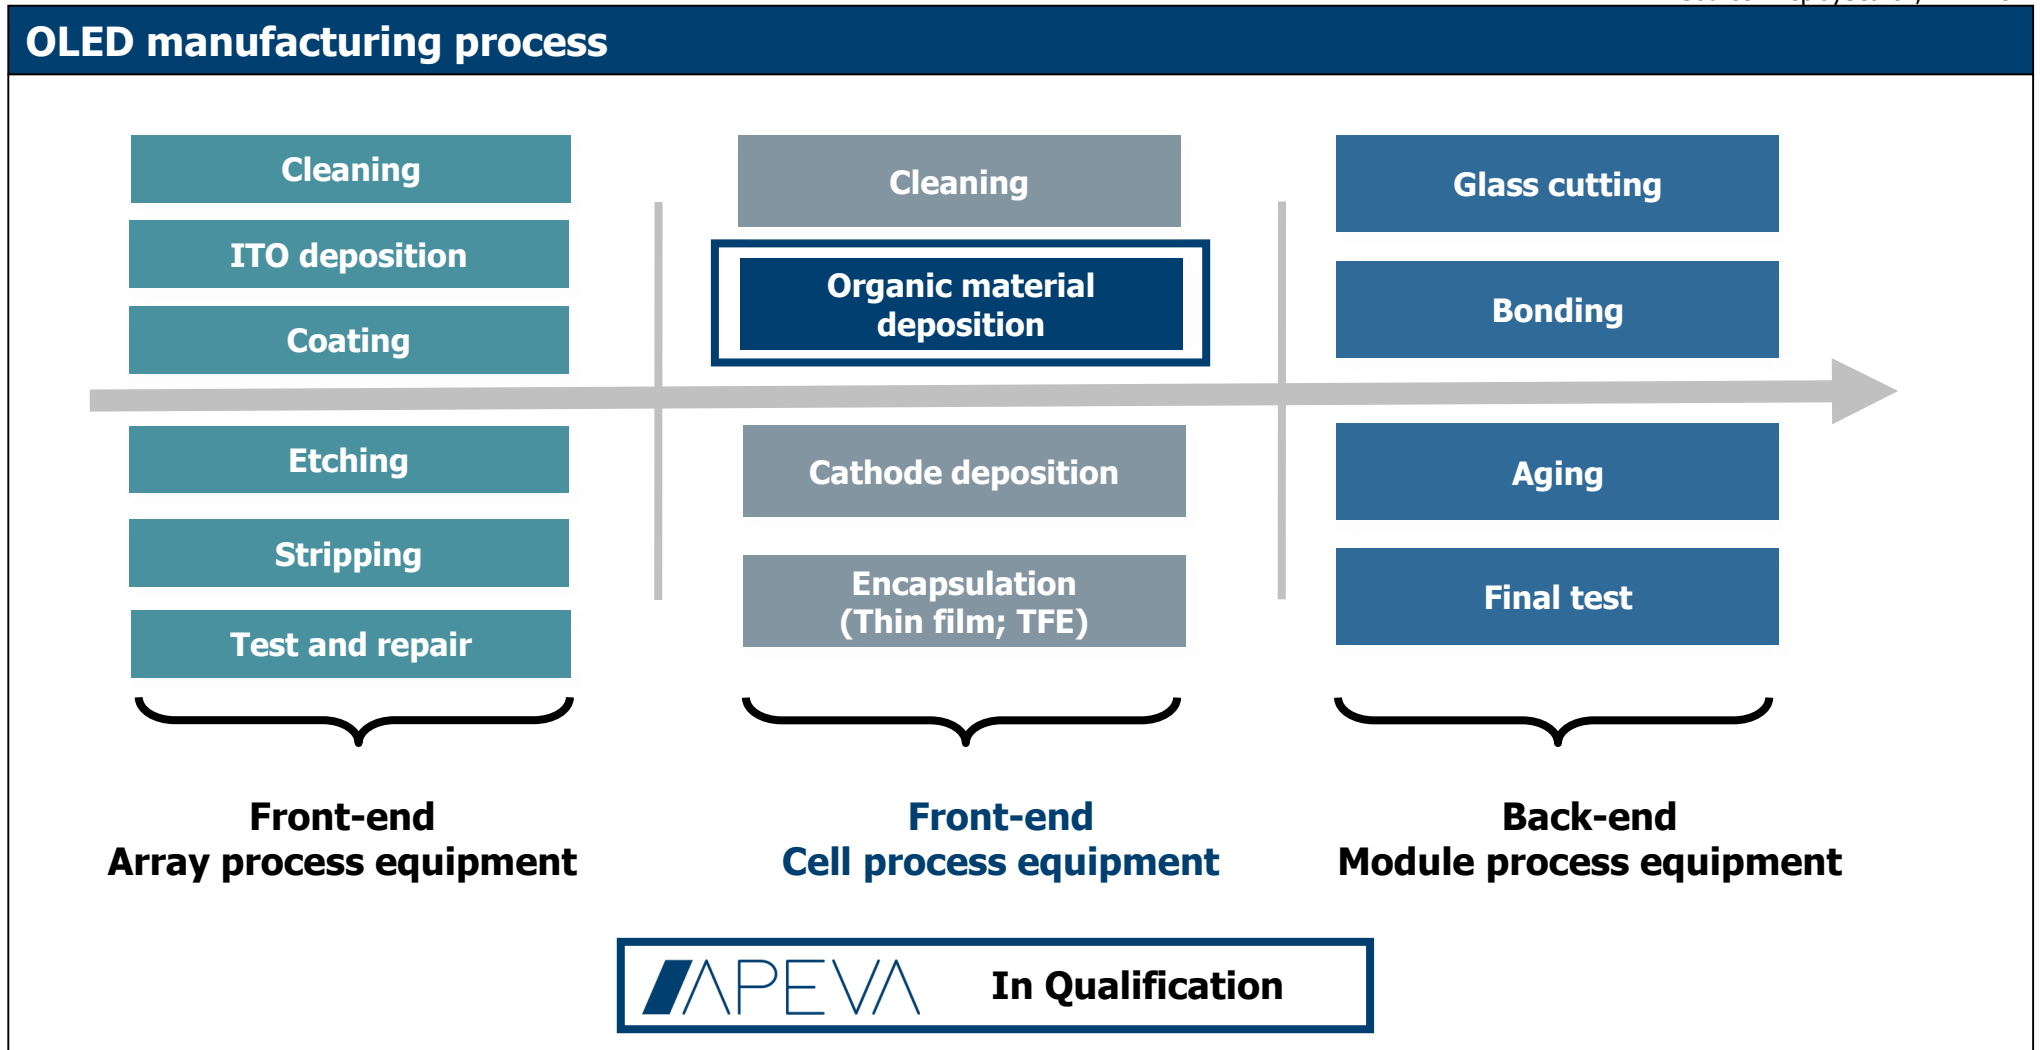 OLED manufacturing process
Cleaning
ITO deposition
Coating
Etching
Stripping
Test and repair
Front-end
Array process equipment
Cleaning
Organic material
deposition
Cathode deposition
Encapsulation
(Thin film; TFE)
Front-end
Cell process equipment
Glass cutting
Bonding
Aging
Final test
Back-end
Module process equipment
APEVA In Qualification